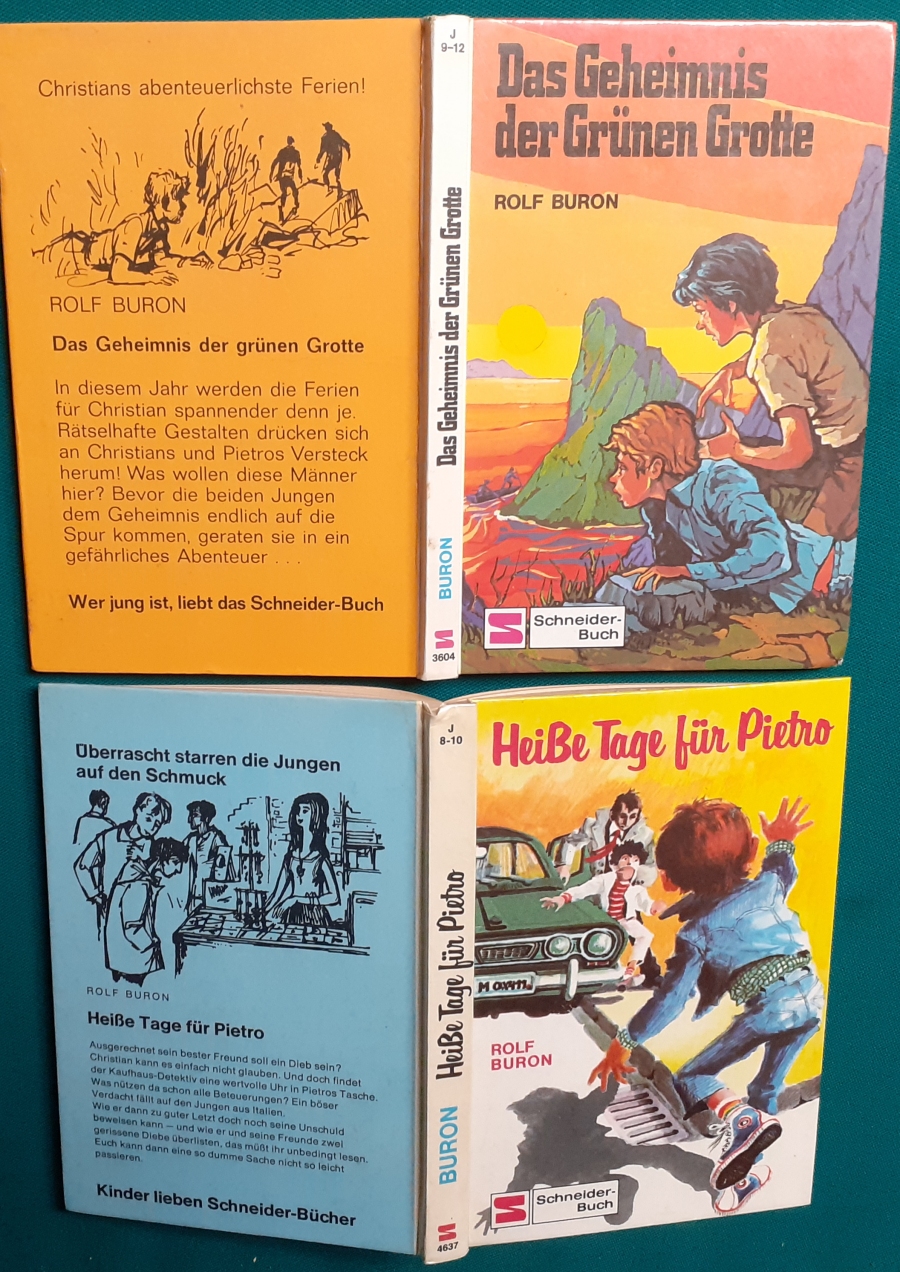 Christians abenteuerlichste Ferien!
ROLF BURON
Das Geheimnis der grünen Grotte
In diesem Jahr werden die Ferien
für Christian spannender denn je.
Rätselhafte Gestalten drücken sich
an Christians und Pietros Versteck
herum! Was wollen diese Männer
hier? Bevor die beiden Jungen
dem Geheimnis endlich auf die
Spur kommen, geraten sie in ein
gefährliches Abenteuer . . .
Wer jung ist, liebt das Schneider-Buch
J
9-12
Das Geheimnis der Grünen Grotte
BURON
3604
Das Geheimnis
der Grünen Grotte
ROLF BURON
Schneider-
Buch
Überrascht starren die Jungen
auf den Schmuck
ROLF BURON
Heiße Tage für Pietro
Ausgerechnet sein bester Freund soll ein Dieb sein?
Christian kann es einfach nicht glauben. Und doch findet
der Kaufhaus-Detektiv eine wertvolle Uhr in Pietros Tasche.
Was nützen da schon alle Beteuerungen? Ein böser
Verdacht fällt auf den Jungen aus Italien.
Wie er dann zu guter Letzt doch noch seine Unschuld
beweisen kann – und wie er und seine Freunde zwei
gerissene Diebe überlisten, das müßt ihr unbedingt lesen.
Euch kann dann eine so dumme Sache nicht so leicht
passieren.
Kinder lieben Schneider-Bücher
J
8-10
Heiße Tage für Pietro
BURON
4637
Heiße Tage für Pietro
ROLF
BURON
Schneider-
Buch